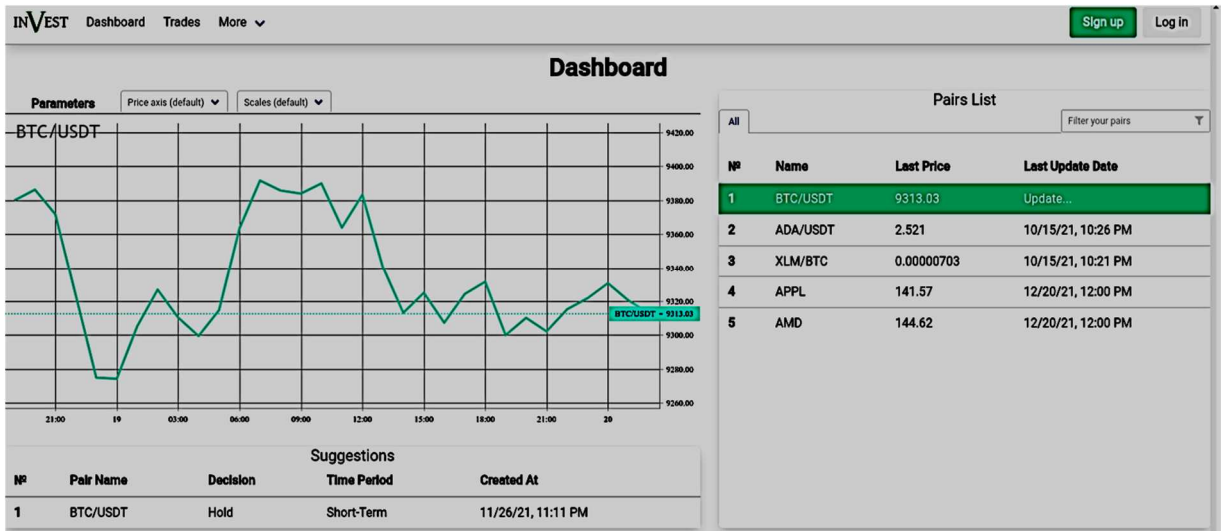 INVEST Dashboard Trades More Sign up Log in
Dashboard
Parameters Price axis (default) Scales (default)
BTC/USDT
9420.00
9400.00
9380.00
9360.00
9340.00
9320.00
BTC/USDT - 9313.03
9300.00
9280.00
9260.00
21:00 19 03:00 06:00 09:00 12:00 15:00 18:00 21:00 20
Suggestions
Nº Pair Name Decision Time Period Created At
1 BTC/USDT Hold Short-Term 11/26/21, 11:11 PM
Pairs List
All Filter your pairs
Nº Name Last Price Last Update Date
1 BTC/USDT 9313.03 Update...
2 ADA/USDT 2.521 10/15/21, 10:26 PM
3 XLM/BTC 0.00000703 10/15/21, 10:21 PM
4 APPL 141.57 12/20/21, 12:00 PM
5 AMD 144.62 12/20/21, 12:00 PM